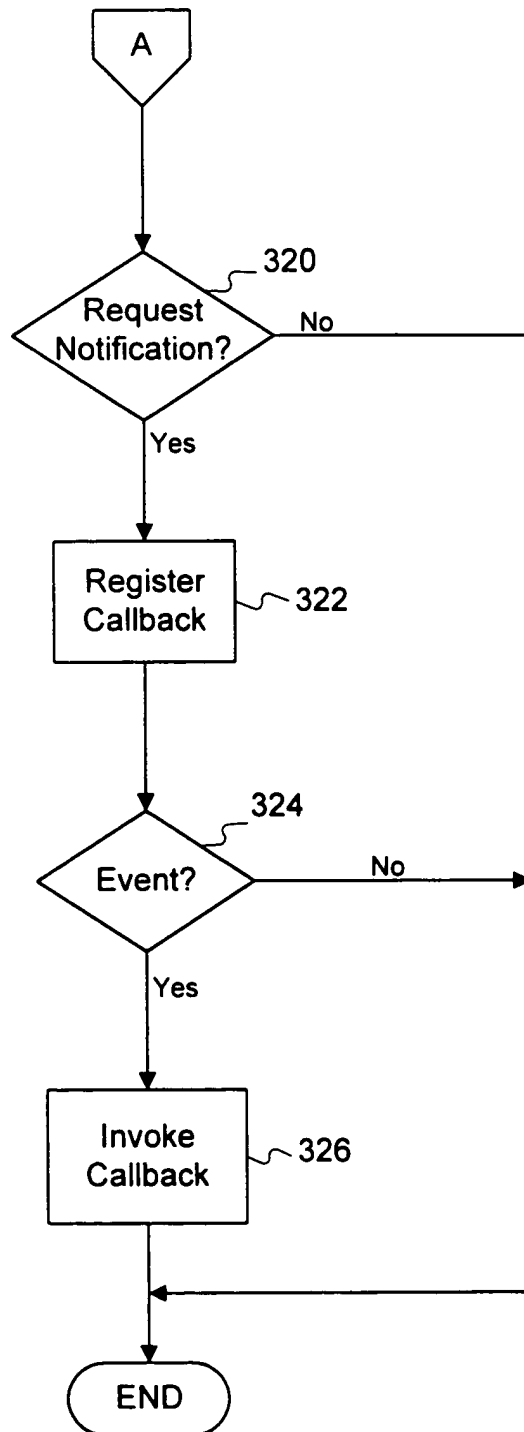 A
320
Request
Notification?
No
Yes
Register
Callback
322
324
Event?
No
Yes
Invoke
Callback
326
END